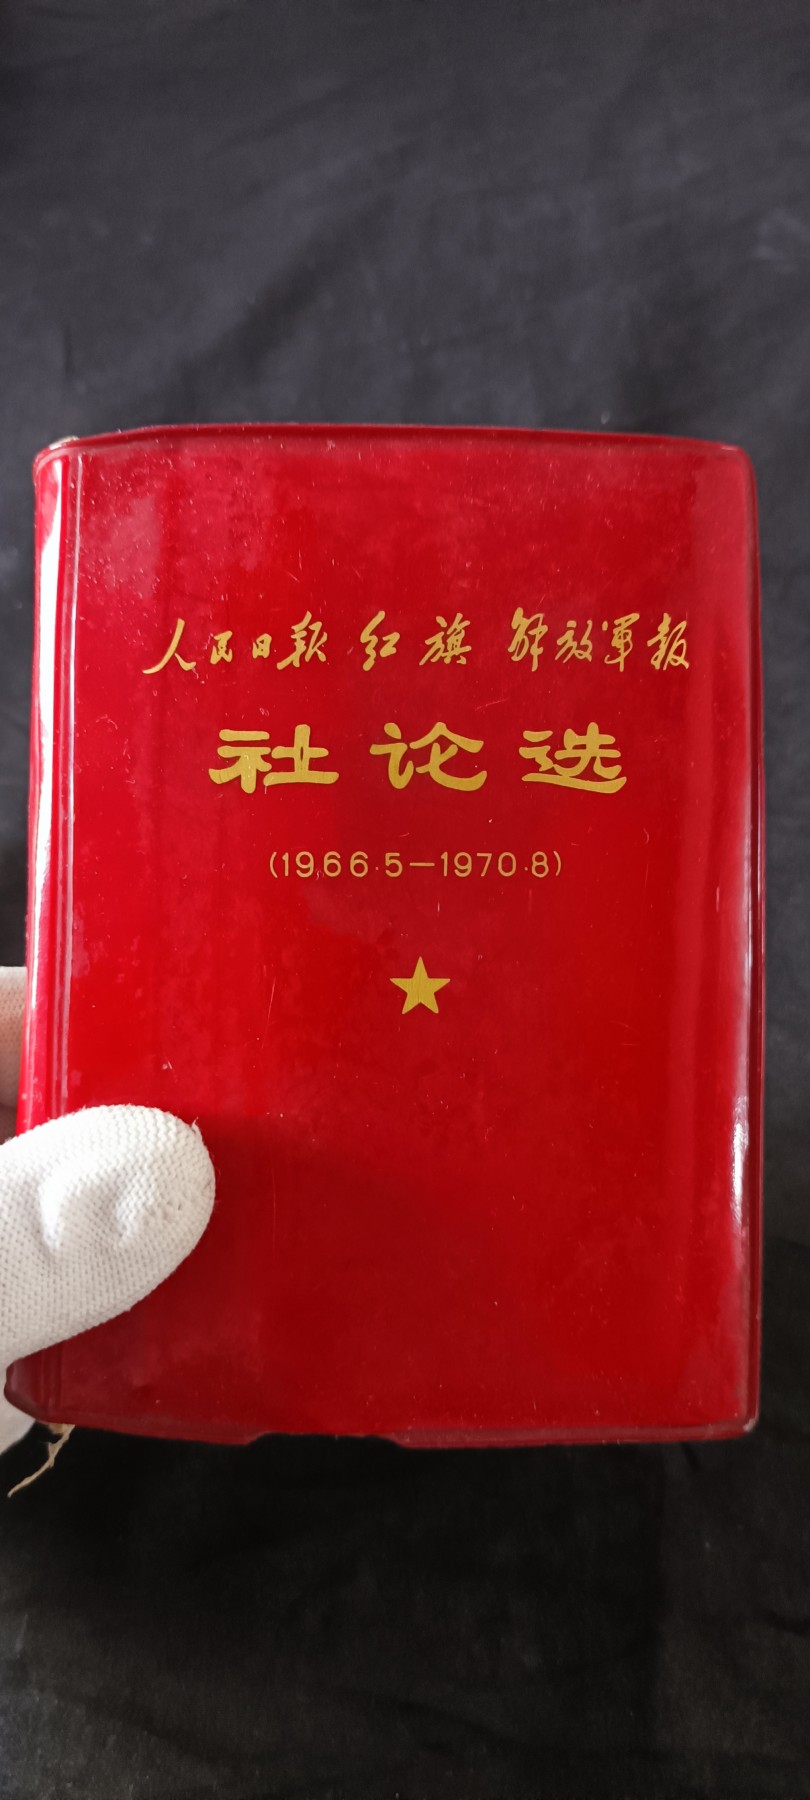 人民日报 红旗 解放军报
社论选
(1966·5—1970·8)